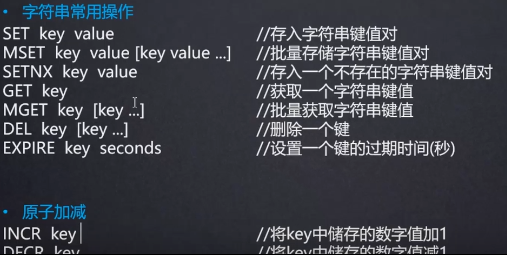 • 字符串常用操作
SET key value //存入字符串键值对
MSET key value [key value ...] //批量存储字符串键值对
SETNX key value //存入一个不存在的字符串键值对
GET key //获取一个字符串键值
MGET key [key ...] //批量获取字符串键值
DEL key [key ...] //删除一个键
EXPIRE key seconds //设置一个键的过期时间(秒)
• 原子加减
INCR key //将key中储存的数字值加1
DECR key //将key中储存的数字值减1